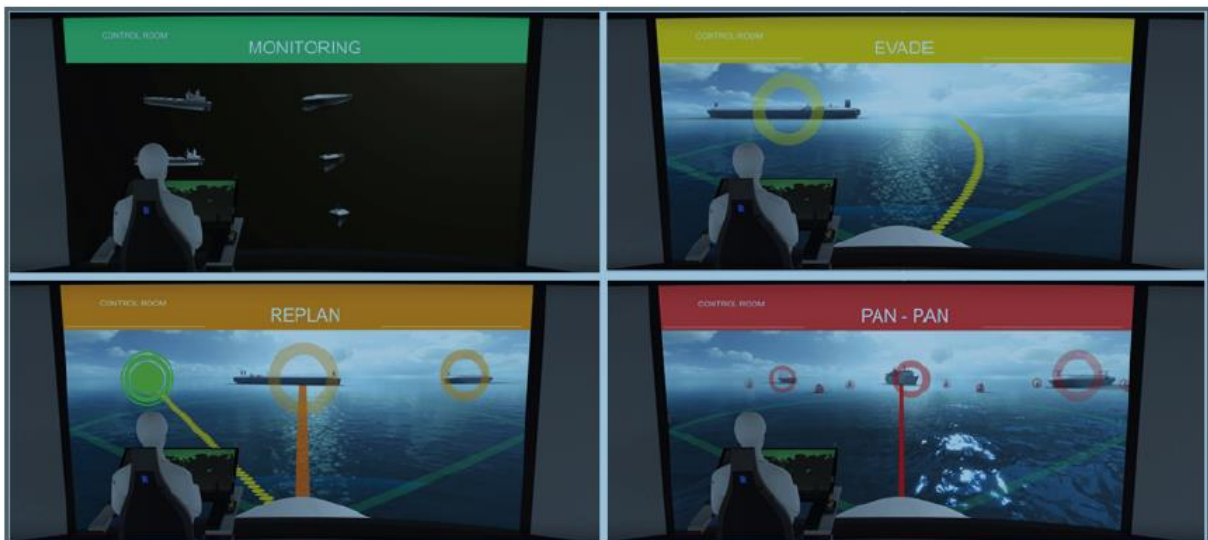 CONTROL ROOM
MONITORING
CONTROL ROOM
EVADE
CONTROL ROOM
REPLAN
CONTROL ROOM
PAN - PAN